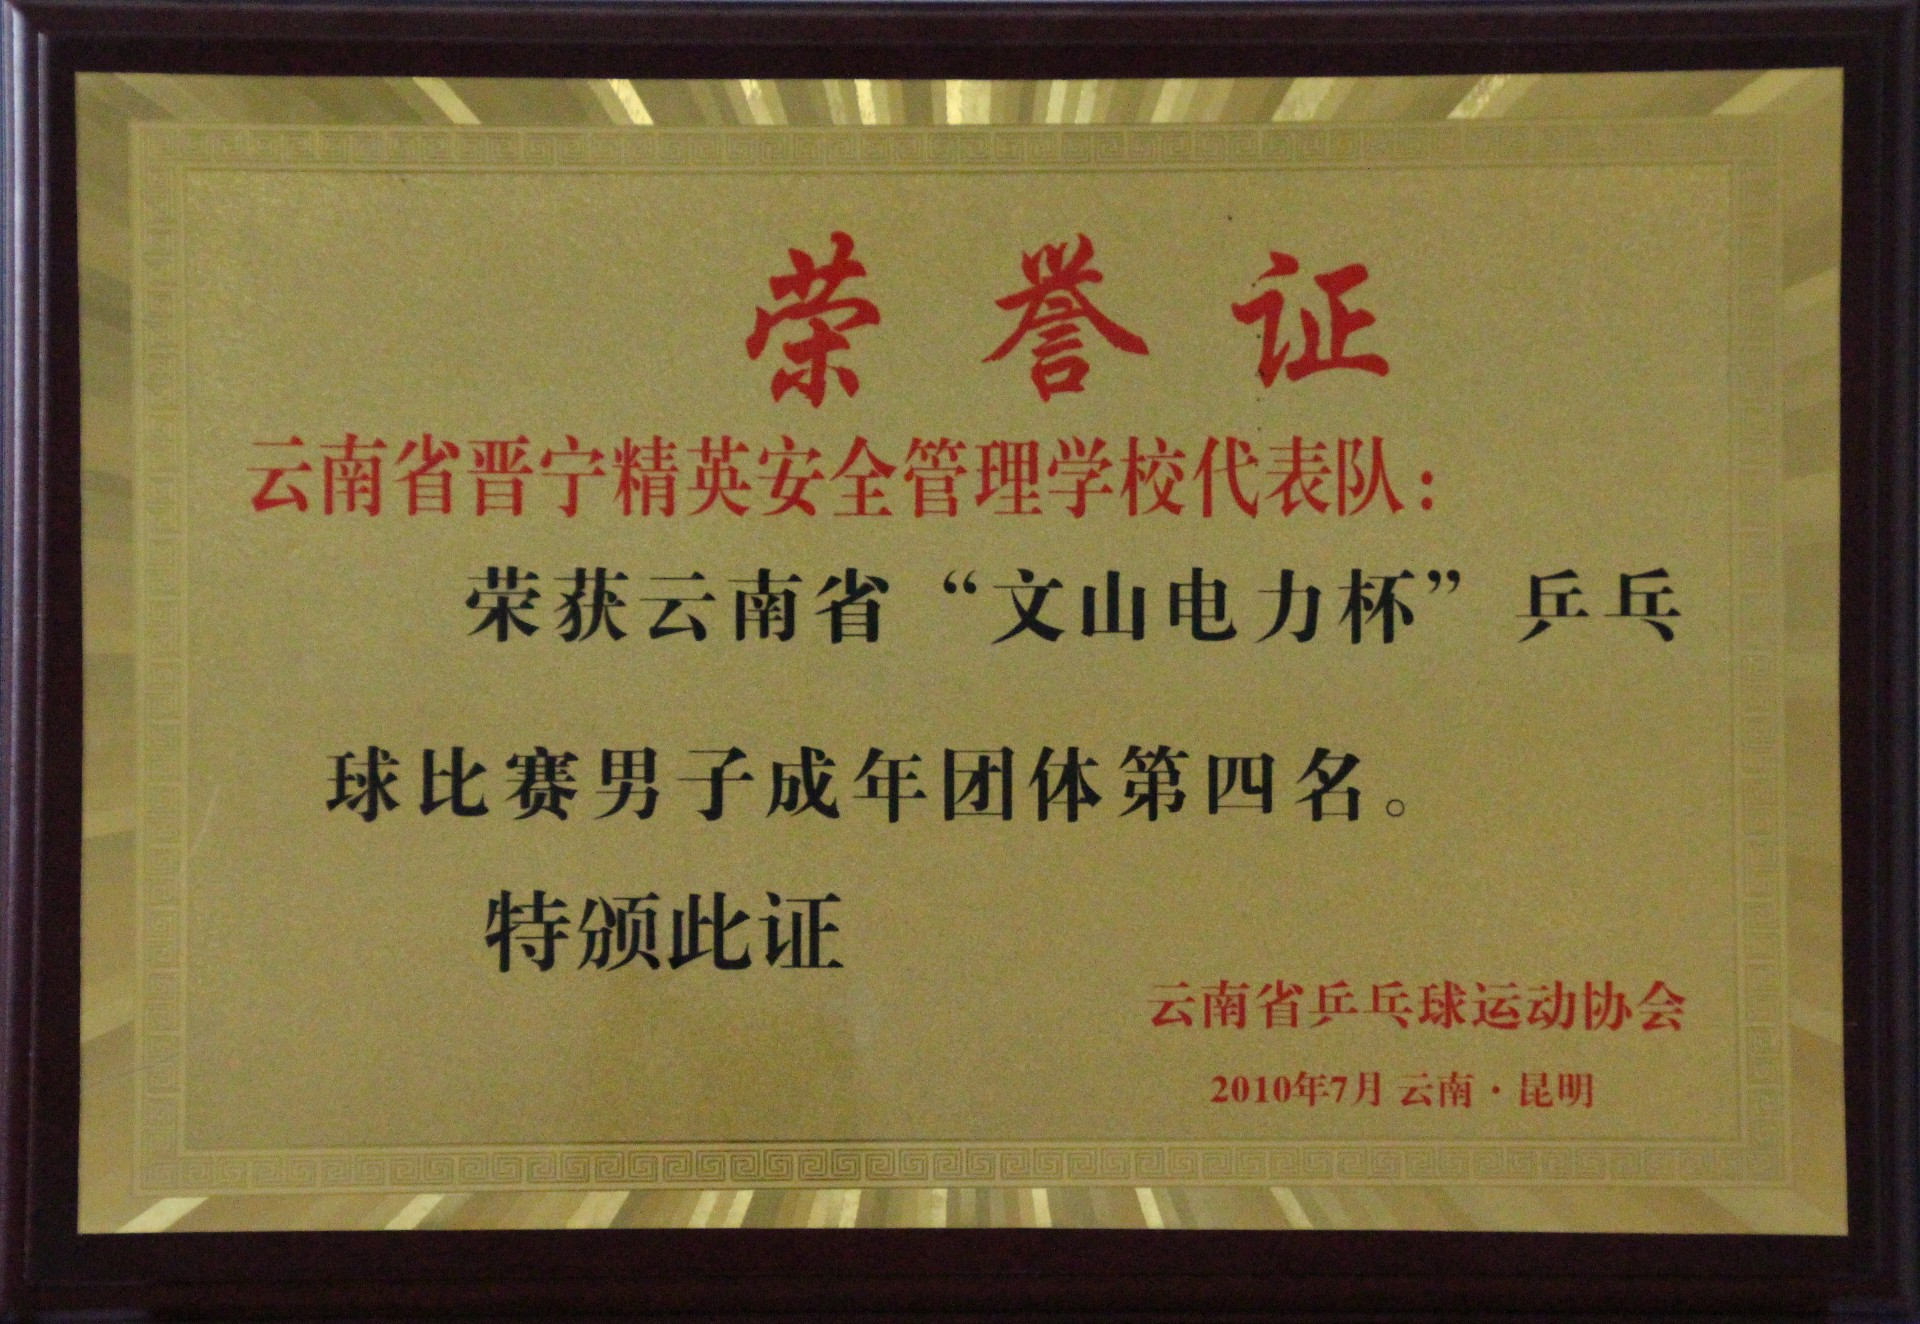 荣誉证
云南省晋宁精英安全管理学校代表队：
荣获云南省“文山电力杯”乒乓
球比赛男子成年团体第四名。
特颁此证
云南省乒乓球运动协会
2010年7月 云南·昆明